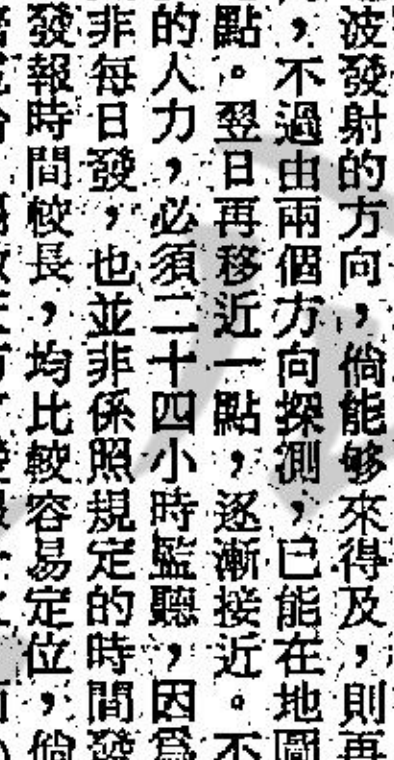 波發射的方向，倘能够來得及，則再
，不過由兩個方向探測，已能在地圖
點。翌日再移近一點，逐漸接近。不
的人力，必須二十四小時監聽，因爲
非每日發，也並非係照規定的時間發
發報時間較長，均比較容易定位，倘